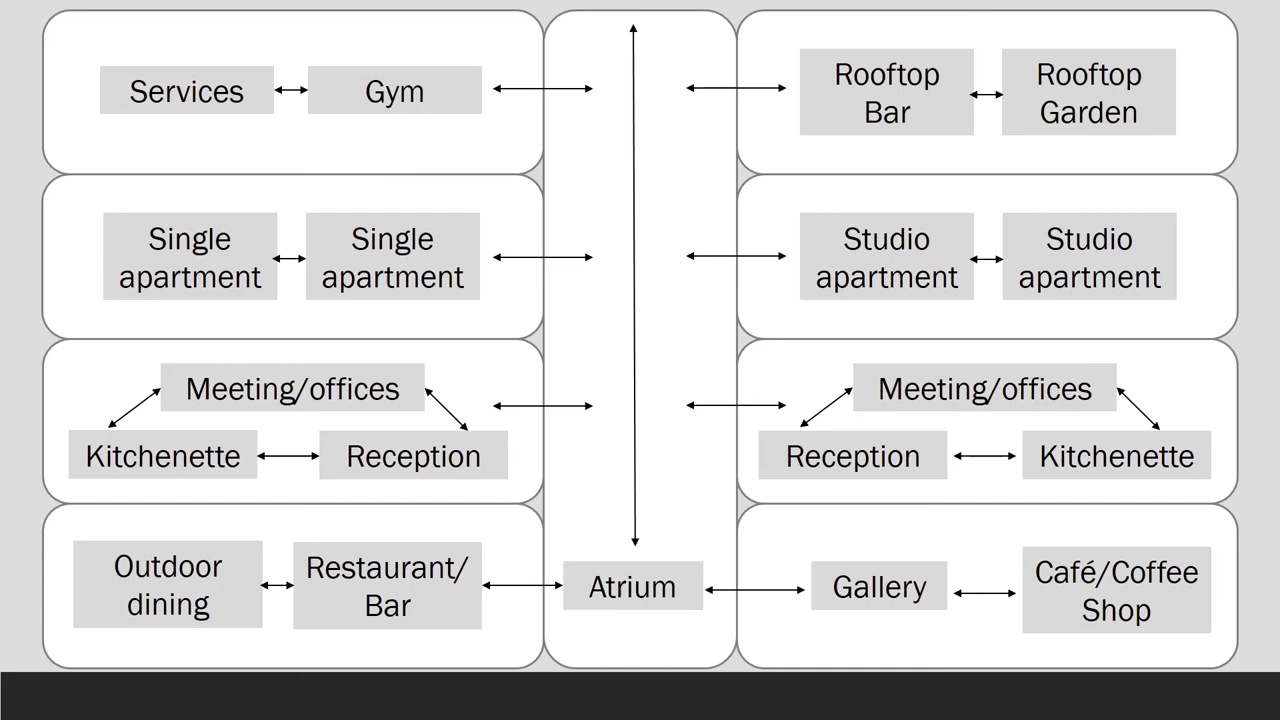 Services
Gym
Rooftop
Bar
Rooftop
Garden
Single
apartment
Single
apartment
Studio
apartment
Studio
apartment
Meeting/offices
Kitchenette
Reception
Meeting/offices
Reception
Kitchenette
Outdoor
dining
Restaurant/
Bar
Atrium
Gallery
Café/Coffee
Shop